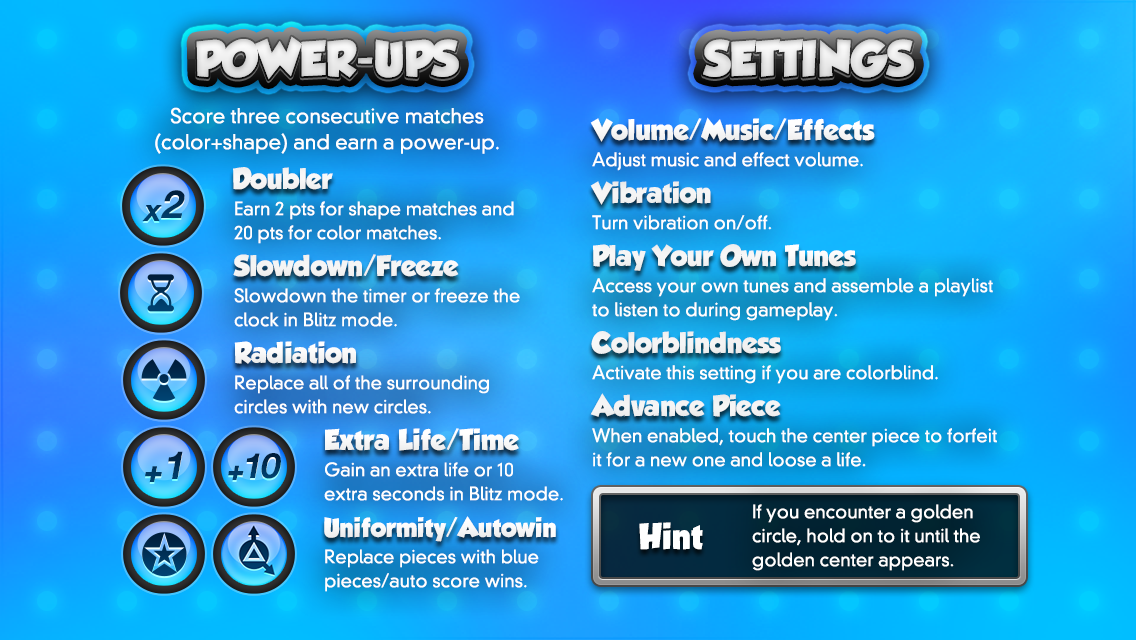 POWER-UPS
Score three consecutive matches
(color+shape) and earn a power-up.
x2
Doubler
Earn 2 pts for shape matches and
20 pts for color matches.
Slowdown/Freeze
Slowdown the timer or freeze the
clock in Blitz mode.
Radiation
Replace all of the surrounding
circles with new circles.
+1
+10
Extra Life/Time
Gain an extra life or 10
extra seconds in Blitz mode.
Uniformity/Autowin
Replace pieces with blue
pieces/auto score wins.
SETTINGS
Volume/Music/Effects
Adjust music and effect volume.
Vibration
Turn vibration on/off.
Play Your Own Tunes
Access your own tunes and assemble a playlist
to listen to during gameplay.
Colorblindness
Activate this setting if you are colorblind.
Advance Piece
When enabled, touch the center piece to forfeit
it for a new one and loose a life.
Hint
If you encounter a golden
circle, hold on to it until the
golden center appears.